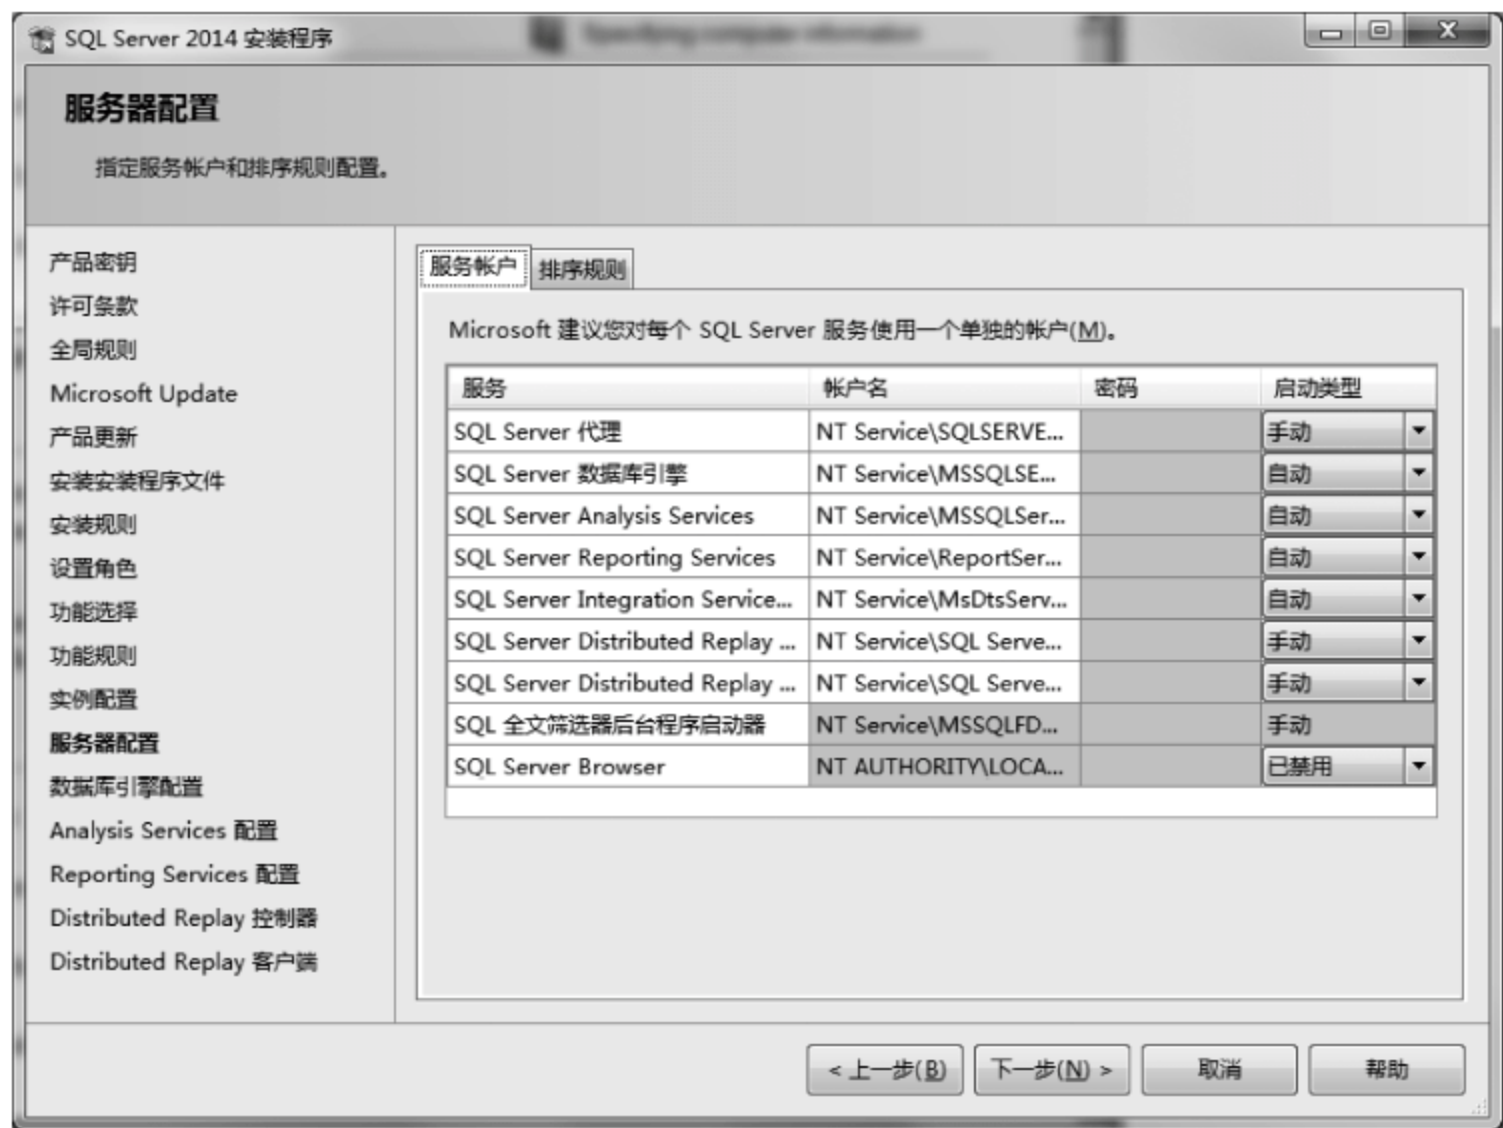 SQL Server 2014 安装程序
Specifying computer information
服务器配置
指定服务帐户和排序规则配置。
产品密钥
许可条款
全局规则
Microsoft Update
产品更新
安装安装程序文件
安装规则
设置角色
功能选择
功能规则
实例配置
服务器配置
数据库引擎配置
Analysis Services 配置
Reporting Services 配置
Distributed Replay 控制器
Distributed Replay 客户端
服务帐户 排序规则
Microsoft 建议您对每个 SQL Server 服务使用一个单独的帐户(M)。
服务 帐户名 密码 启动类型
SQL Server 代理 NT Service\SQLSERVE... 手动
SQL Server 数据库引擎 NT Service\MSSQLSE... 自动
SQL Server Analysis Services NT Service\MSSQLSer... 自动
SQL Server Reporting Services NT Service\ReportSer... 自动
SQL Server Integration Service... NT Service\MsDtsServ... 自动
SQL Server Distributed Replay ... NT Service\SQL Serve... 手动
SQL Server Distributed Replay ... NT Service\SQL Serve... 手动
SQL 全文筛选器后台程序启动器 NT Service\MSSQLFD... 手动
SQL Server Browser NT AUTHORITY\LOCA... 已禁用
< 上一步(B) 下一步(N) > 取消 帮助